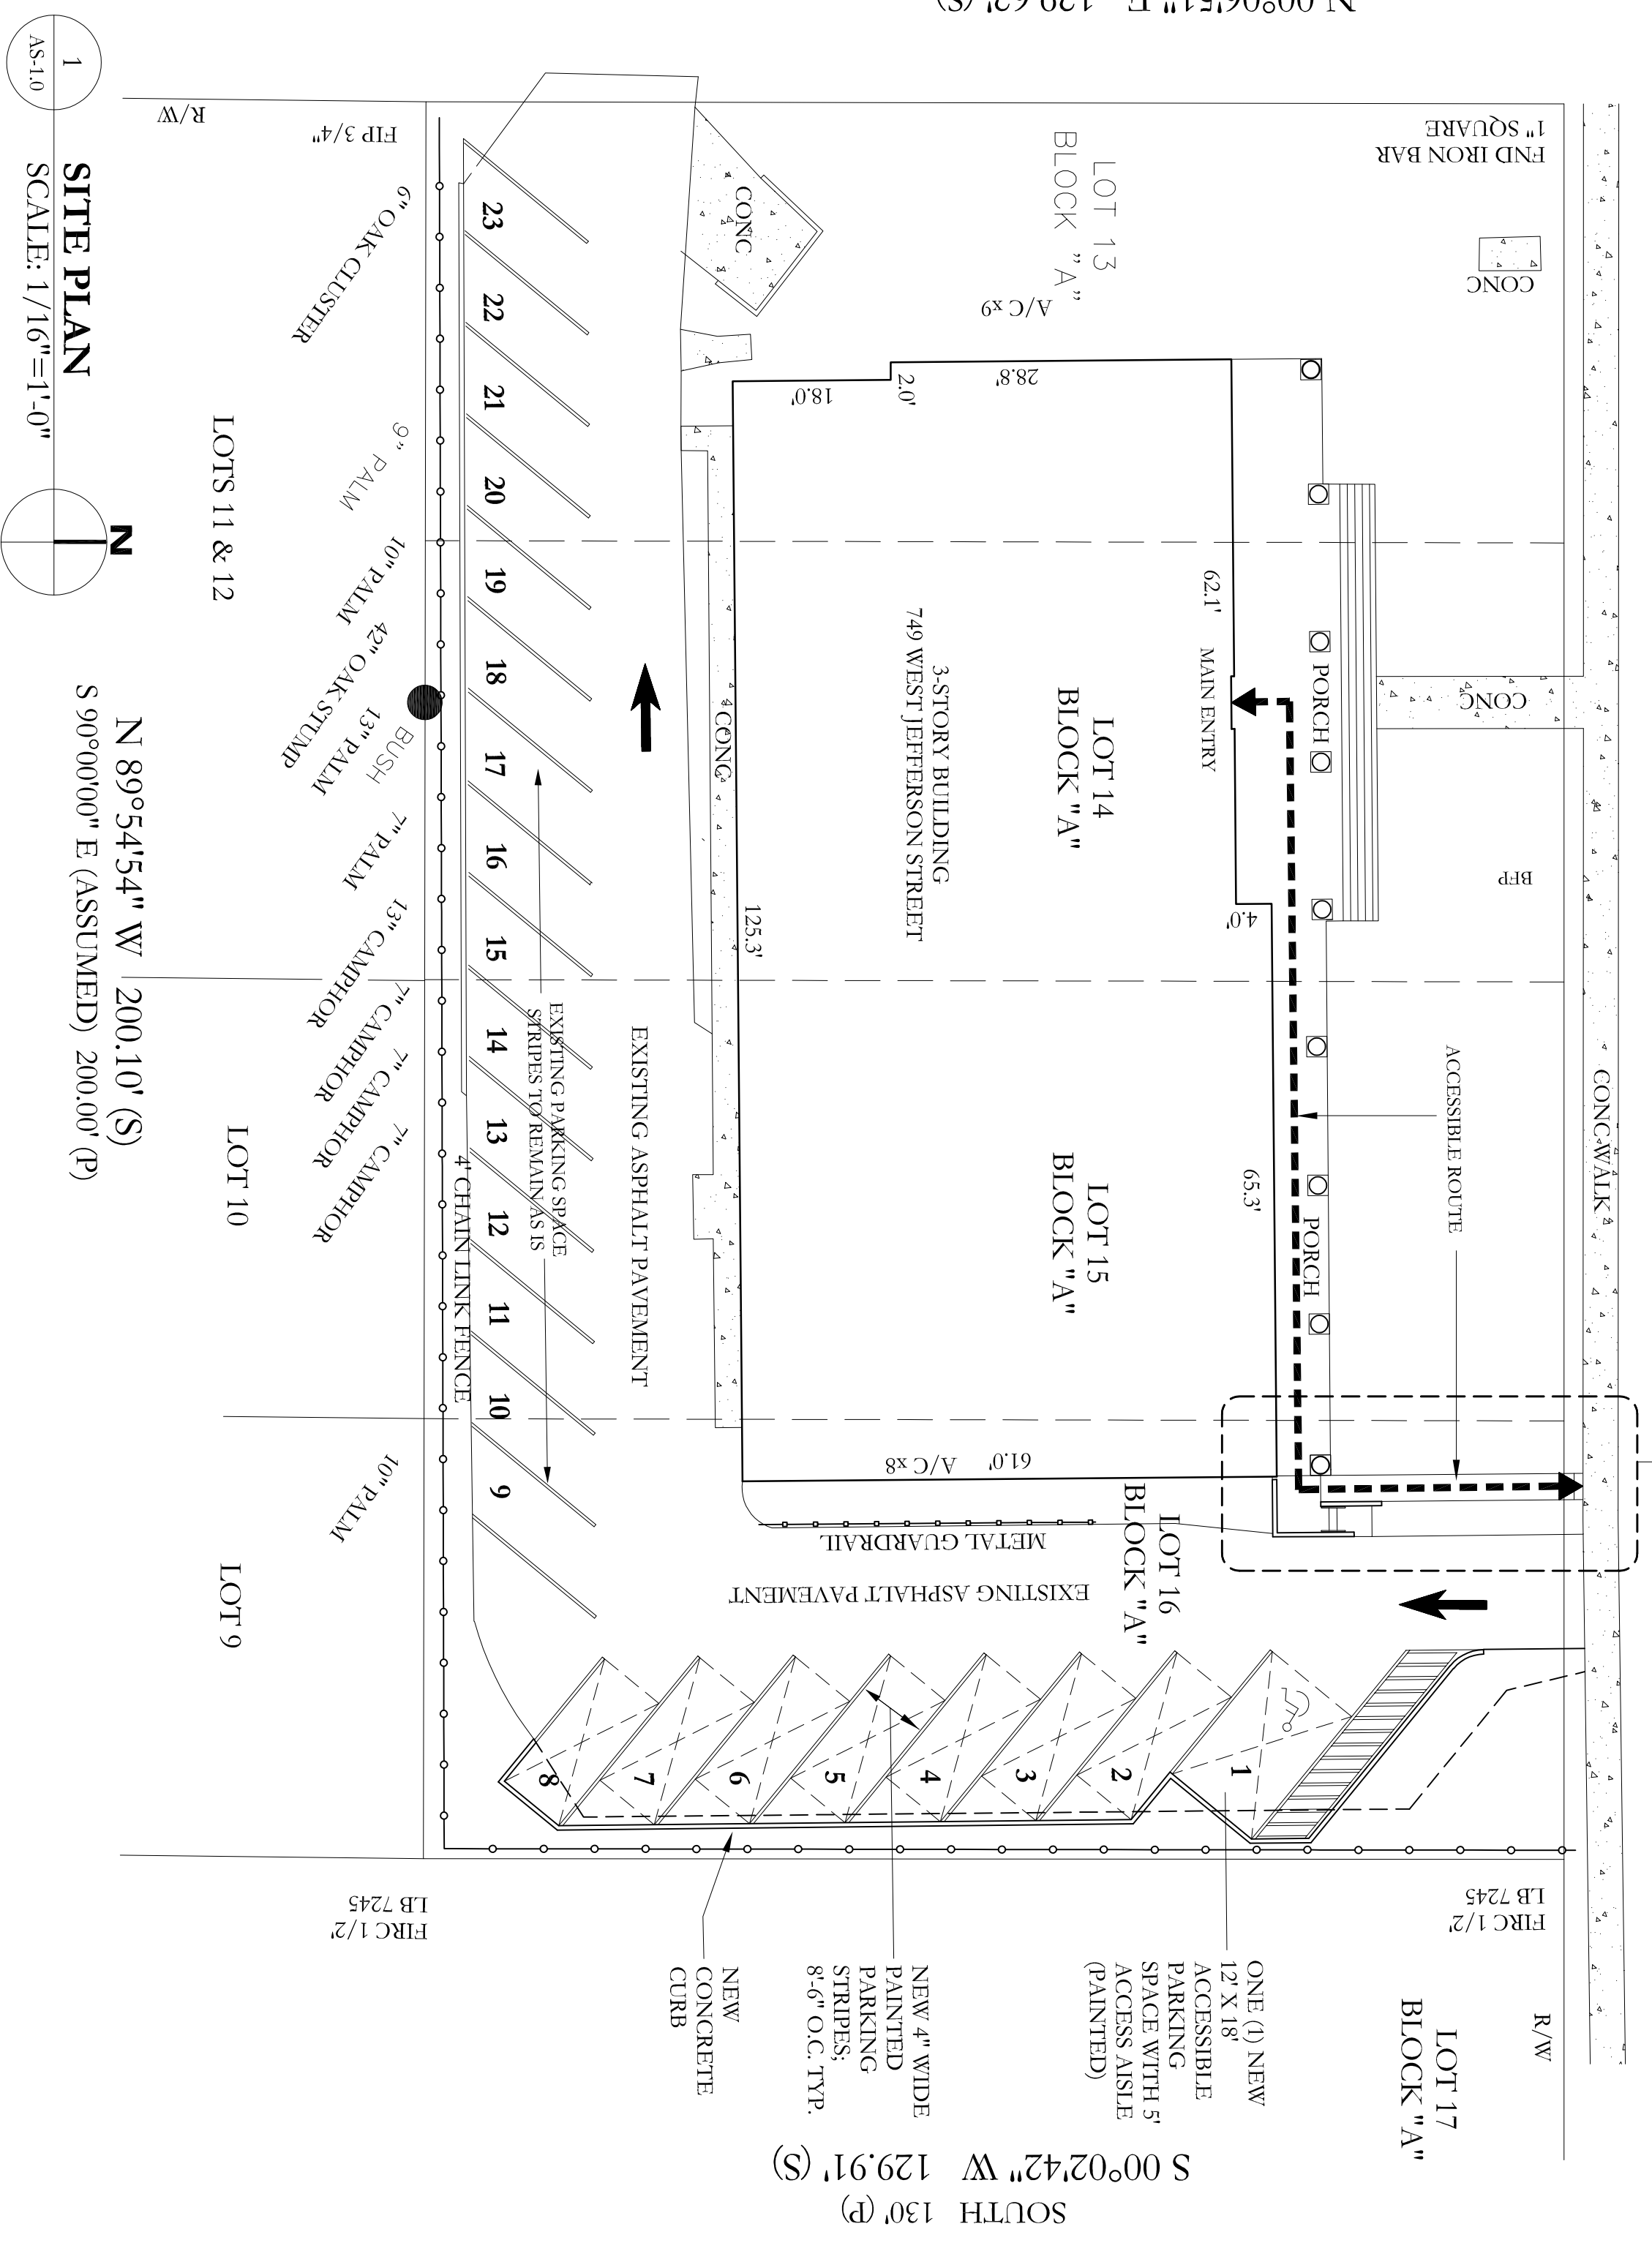 N 00°06'51" E 129.62' (S)
1
AS-1.0
SITE PLAN
SCALE: 1/16"=1'-0"
N
N 89°54'54" W 200.10' (S)
S 90°00'00" E (ASSUMED) 200.00' (P)
R/W
FIP 3/4"
LOTS 11 & 12
LOT 10
LOT 9
6" OAK CLUSTER
9" PALM
10" PALM
42" OAK STUMP
13" PALM
BUSH
7" PALM
13" CAMPHOR
7" CAMPHOR
7" CAMPHOR
7" CAMPHOR
10" PALM
4' CHAIN LINK FENCE
23
22
21
20
19
18
17
16
15
14
13
12
11
10
9
EXISTING PARKING SPACE
STRIPES TO REMAIN AS IS
EXISTING ASPHALT PAVEMENT
CONC
CONC
LOT 13
BLOCK "A"
A/C x9
18.0'
2.0'
28.8'
125.3'
3-STORY BUILDING
749 WEST JEFFERSON STREET
LOT 14
BLOCK "A"
LOT 15
BLOCK "A"
62.1'
MAIN ENTRY
4.0'
65.3'
61.0'
A/C x8
PORCH
PORCH
CONC
CONC
BFP
1" SQUARE
FND IRON BAR
ACCESSIBLE ROUTE
CONC WALK
METAL GUARDRAIL
EXISTING ASPHALT PAVEMENT
LOT 16
BLOCK "A"
8
7
6
5
4
3
2
1
FIRC 1/2'
LB 7245
FIRC 1/2'
LB 7245
R/W
LOT 17
BLOCK "A"
ONE (1) NEW
12' X 18'
ACCESSIBLE
PARKING
SPACE WITH 5'
ACCESS AISLE
(PAINTED)
NEW 4" WIDE
PAINTED
PARKING
STRIPES;
8'-6" O.C. TYP.
NEW
CONCRETE
CURB
S 00°02'42" W 129.91' (S)
SOUTH 130' (P)